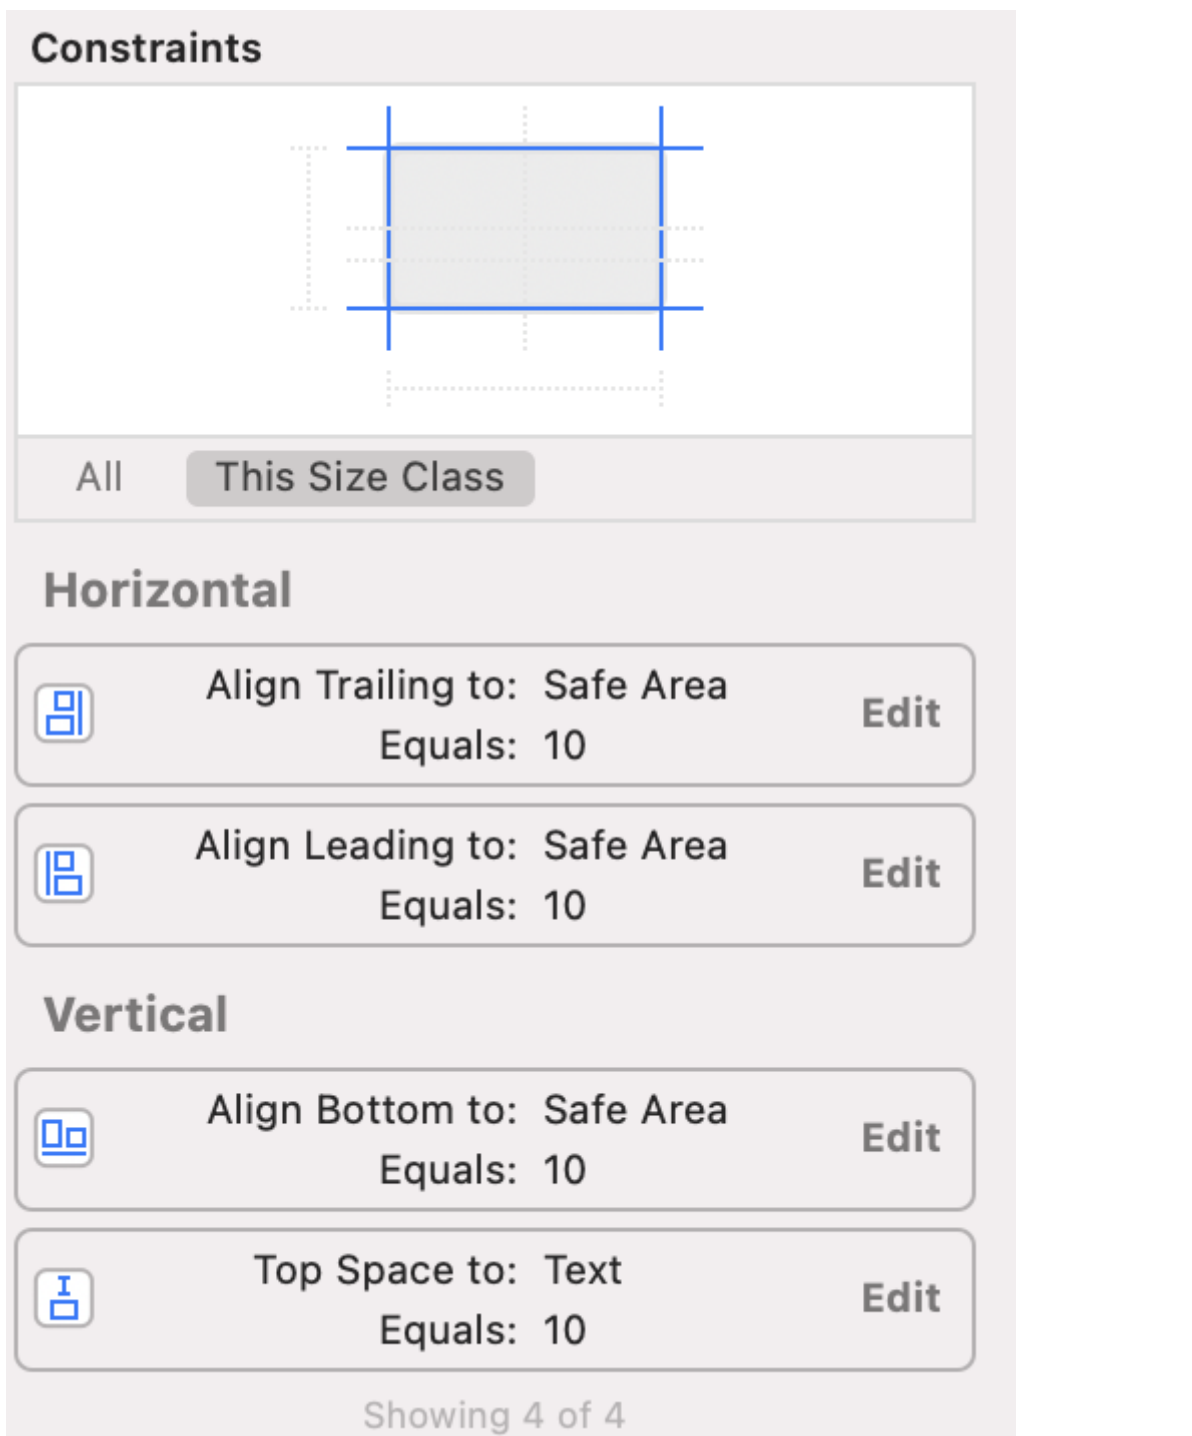 Constraints
All This Size Class
Horizontal
Align Trailing to: Safe Area
Equals: 10
Edit
Align Leading to: Safe Area
Equals: 10
Edit
Vertical
Align Bottom to: Safe Area
Equals: 10
Edit
Top Space to: Text
Equals: 10
Edit
Showing 4 of 4